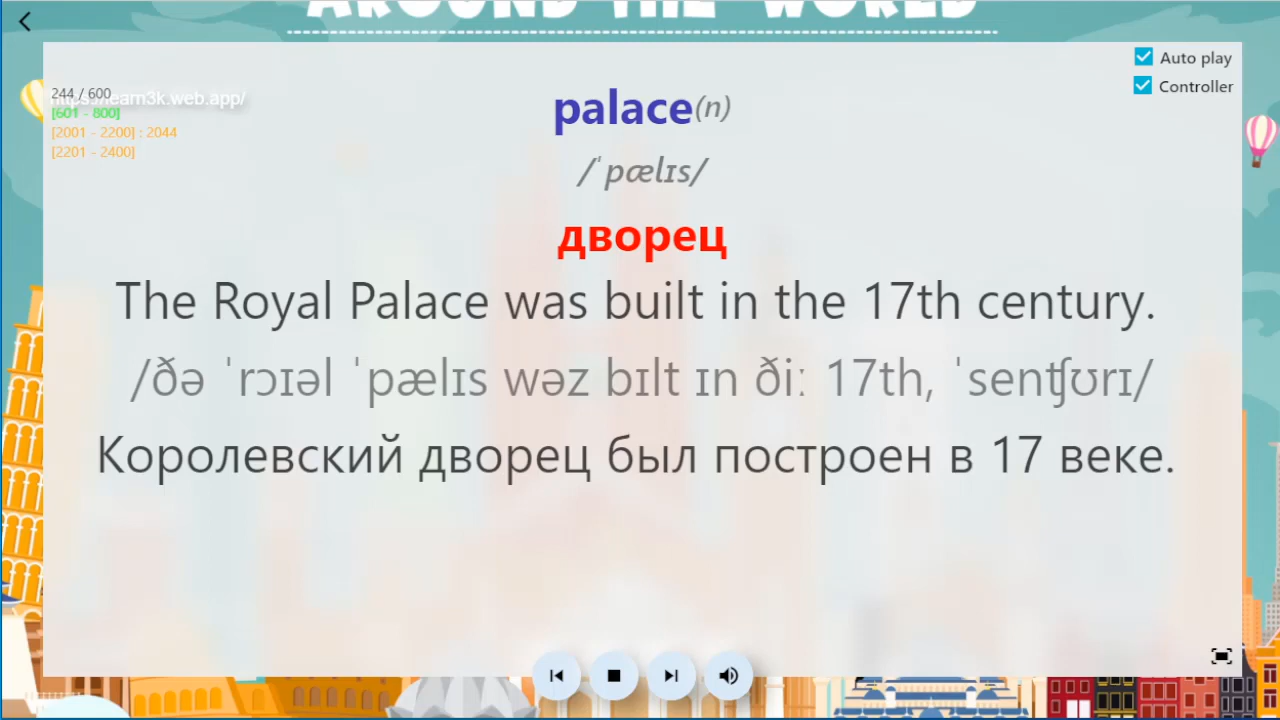 AROUND THE WORLD
Auto play
Controller
244 / 600
https://learn3k.web.app/
[601 - 800]
[2001 - 2200] : 2044
[2201 - 2400]
palace(n)
/ˈpælɪs/
дворец
The Royal Palace was built in the 17th century.
/ðə ˈrɔɪəl ˈpælɪs wəz bɪlt ɪn ðiː 17th, ˈsenʧʊrɪ/
Королевский дворец был построен в 17 веке.